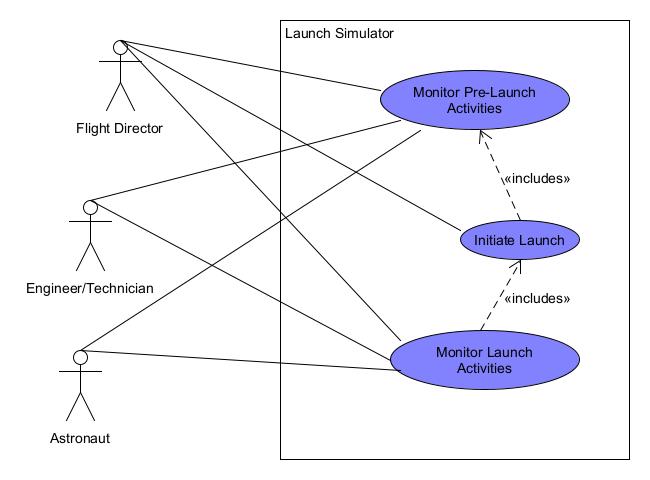 Launch Simulator
Flight Director
Monitor Pre-Launch
Activities
«includes»
Engineer/Technician
Initiate Launch
«includes»
Monitor Launch
Activities
Astronaut